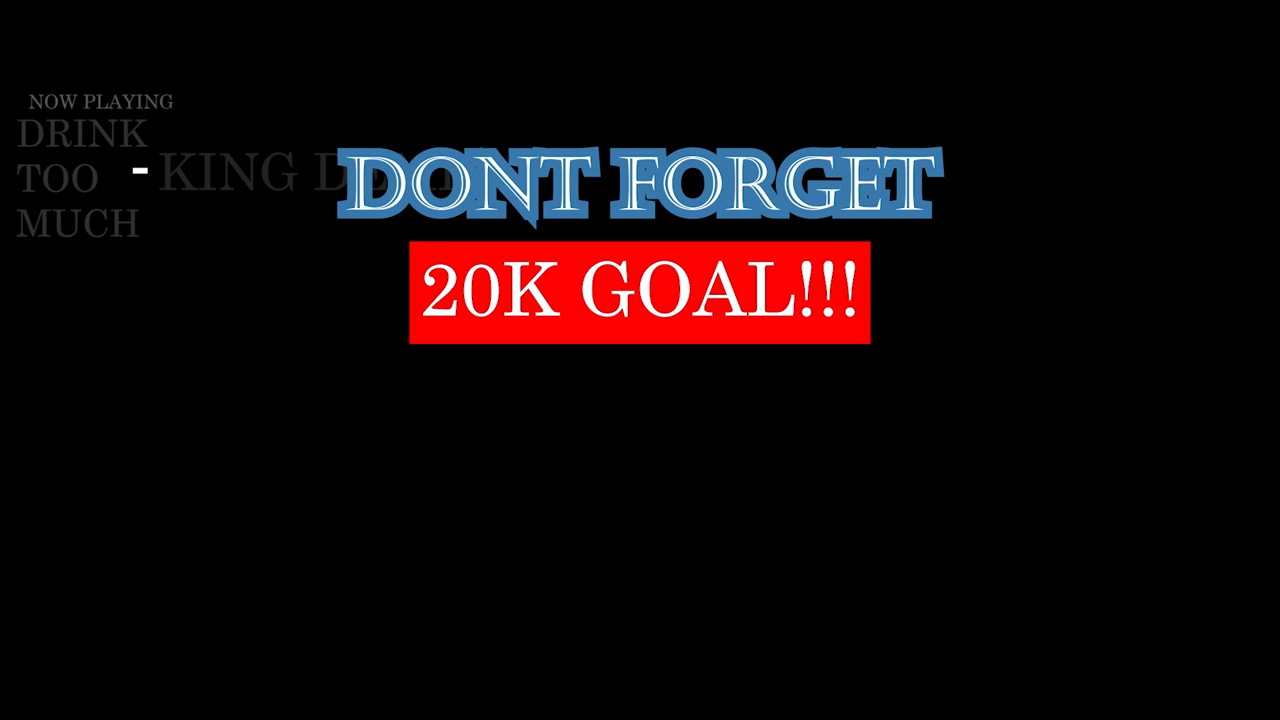 NOW PLAYING
DRINK
TOO
MUCH
- KING
DONT FORGET
20K GOAL!!!